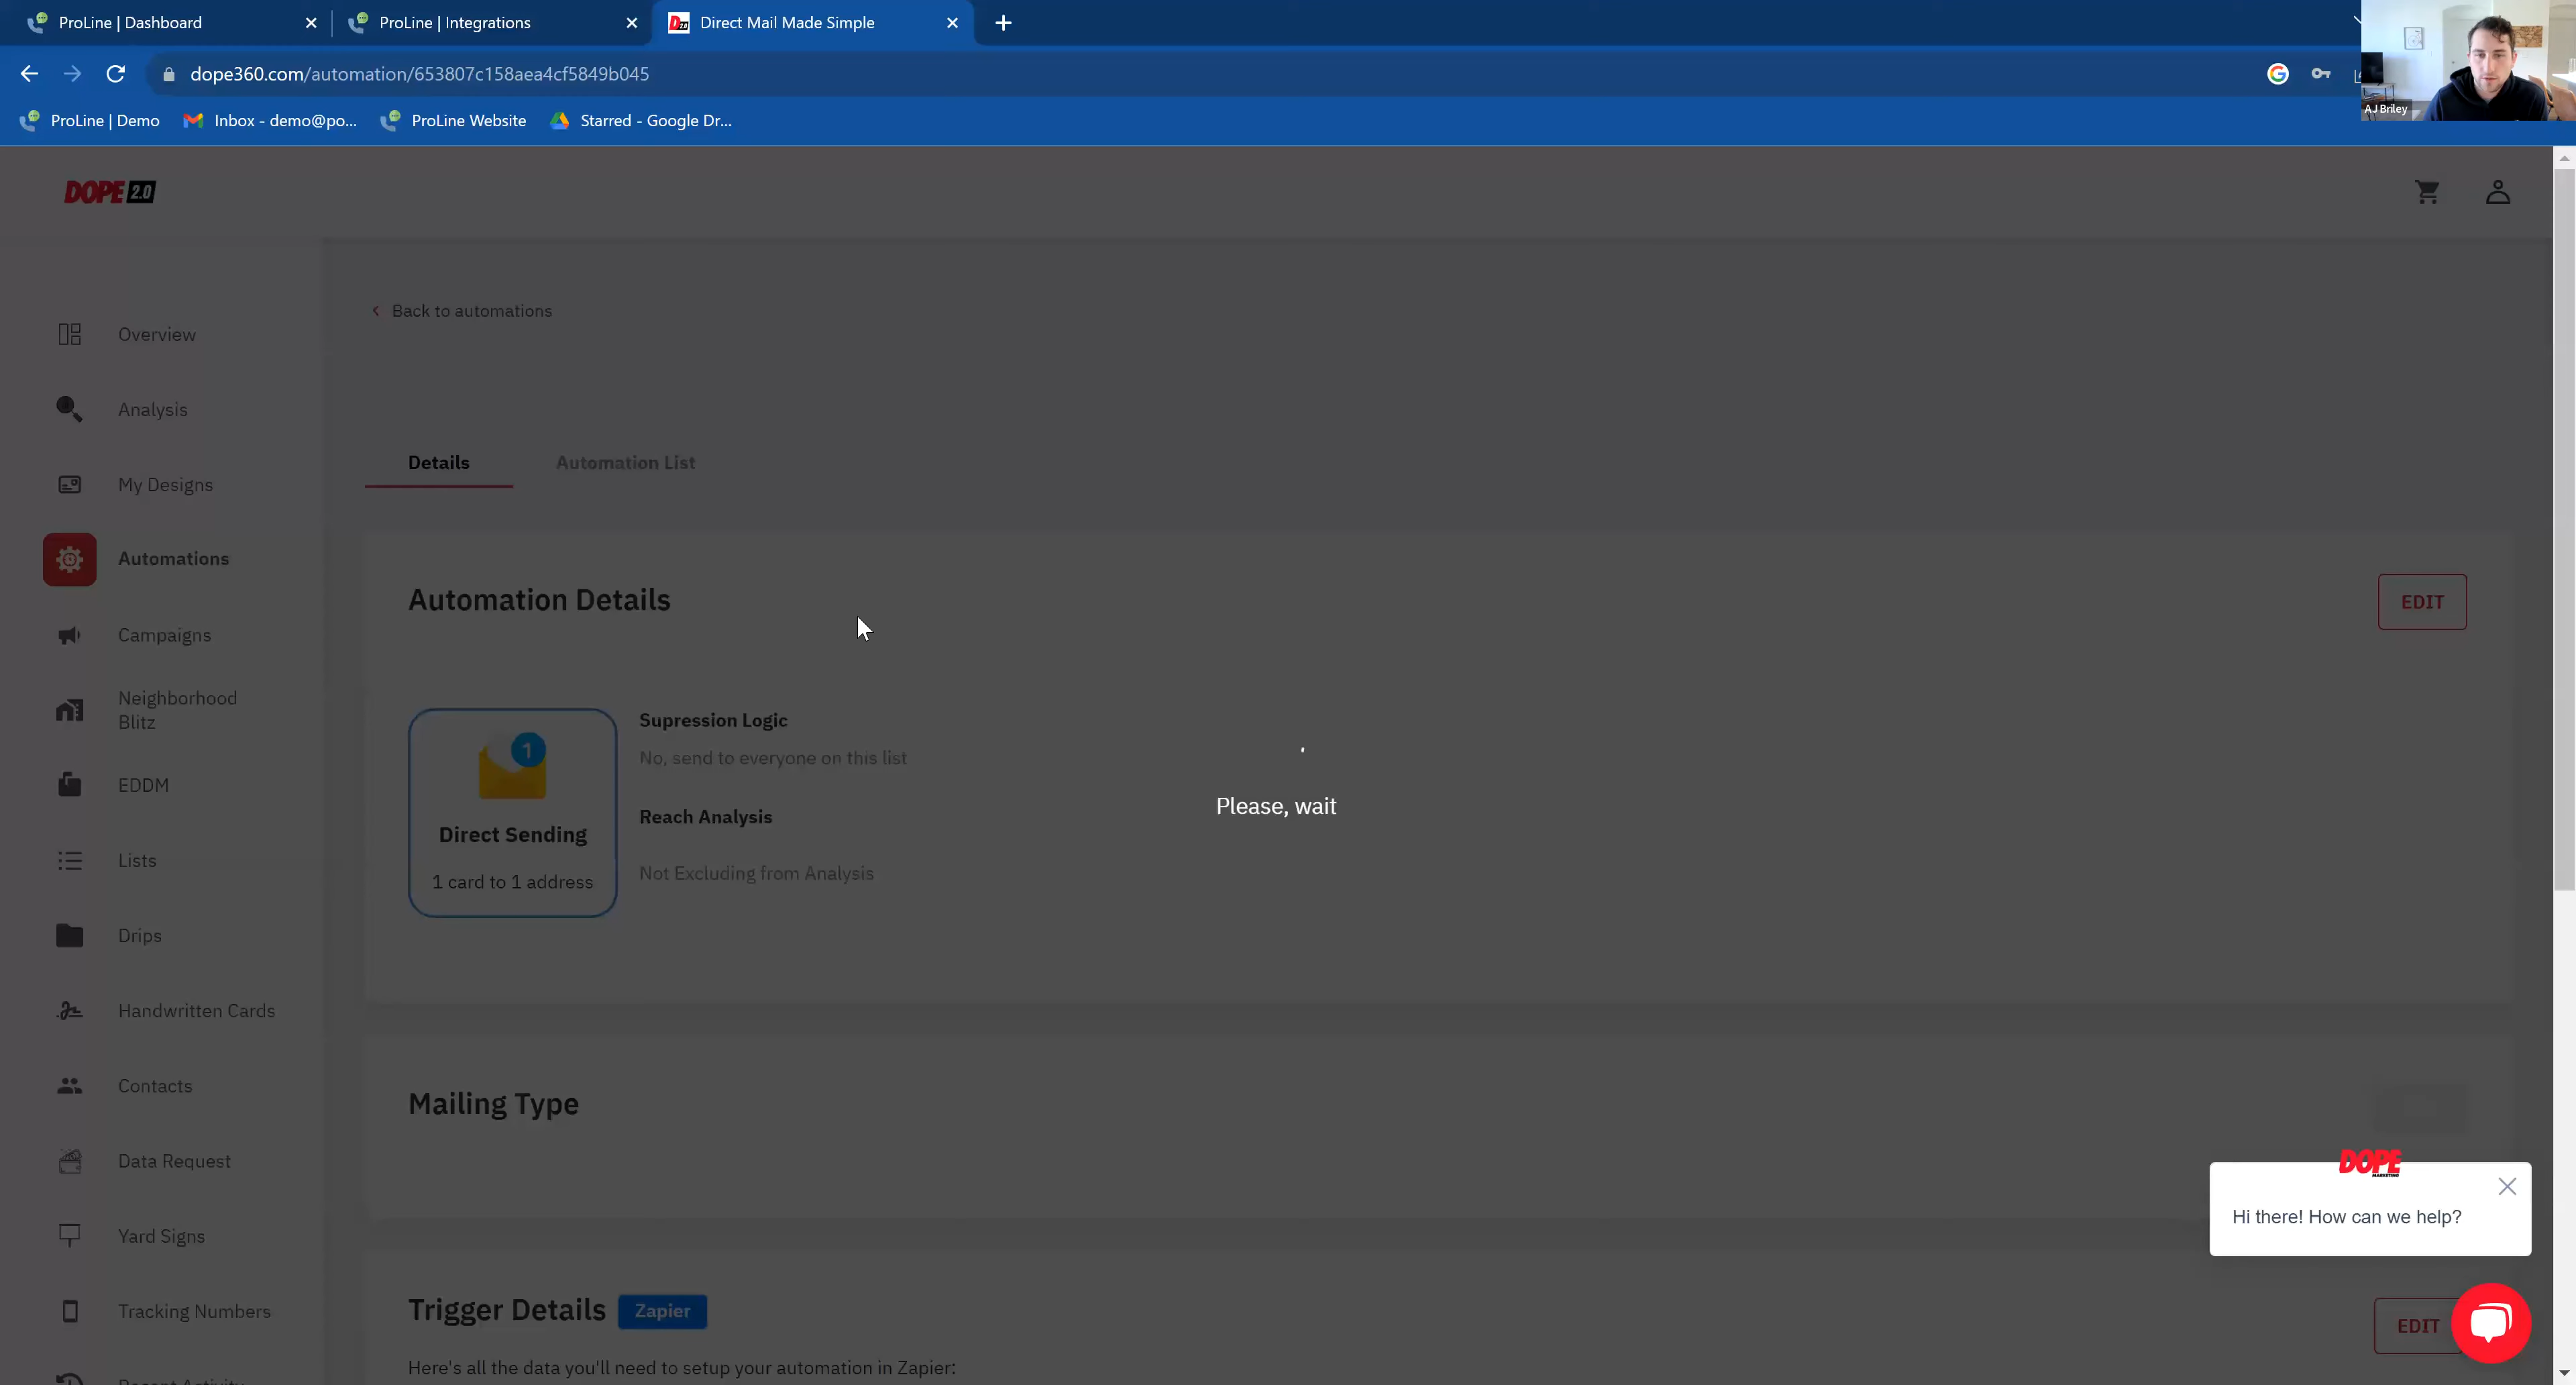 ProLine | Dashboard
ProLine | Integrations
Direct Mail Made Simple
dope360.com/automation/653807c158aea4cf5849b045
AJ Briley
ProLine | Demo
Inbox - demo@po...
ProLine Website
Starred - Google Dr...
DOPE 2.0
Back to automations
Overview
Analysis
My Designs
Automations
Campaigns
Neighborhood
Blitz
EDDM
Lists
Drips
Handwritten Cards
Contacts
Data Request
Yard Signs
Tracking Numbers
Recent Activity
Details
Automation List
Automation Details
EDIT
1
Direct Sending
1 card to 1 address
Supression Logic
No, send to everyone on this list
Reach Analysis
Not Excluding from Analysis
Please, wait
Mailing Type
Trigger Details
Zapier
EDIT
Here's all the data you'll need to setup your automation in Zapier:
DOPE
MARKETING
Hi there! How can we help?